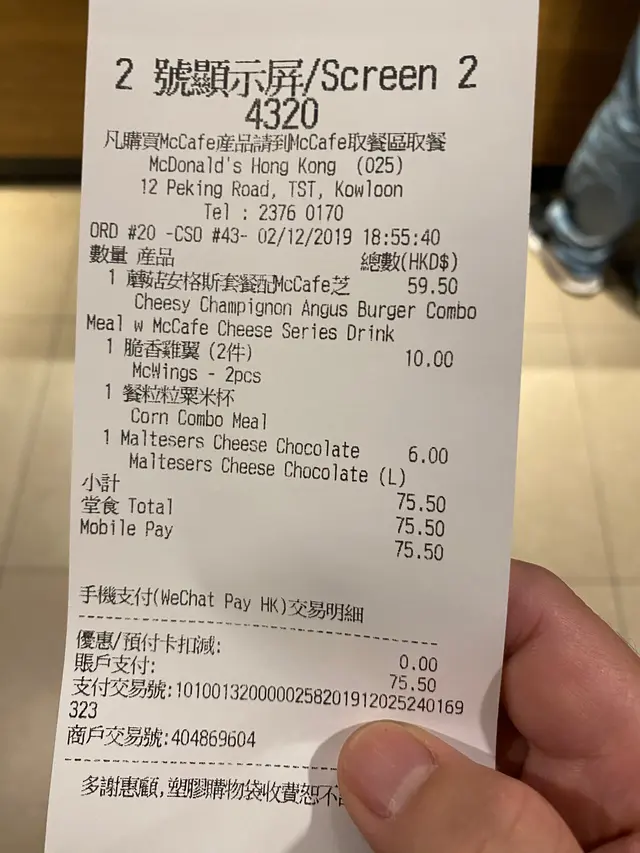 2 號顯示屏/Screen 2
4320
凡購買McCafe產品請到McCafe取餐區取餐
McDonald's Hong Kong (025)
12 Peking Road, TST, Kowloon
Tel : 2376 0170
ORD #20 -CSO #43- 02/12/2019 18:55:40
數量 產品 總數(HKD$)
1 蘑菇安格斯套餐配McCafe芝 59.50
Cheesy Champignon Angus Burger Combo
Meal w McCafe Cheese Series Drink
1 脆香雞翼 (2件) 10.00
McWings - 2pcs
1 餐粒粒粟米杯
Corn Combo Meal
1 Maltesers Cheese Chocolate 6.00
Maltesers Cheese Chocolate (L)
小計 75.50
堂食 Total 75.50
Mobile Pay 75.50
手機支付(WeChat Pay HK)交易明細
優惠/預付卡扣減: 0.00
賬戶支付: 75.50
支付交易號:10100132000002582019120252​40169
323
商戶交易號:404869604
多謝惠顧,塑膠購物袋收費恕不